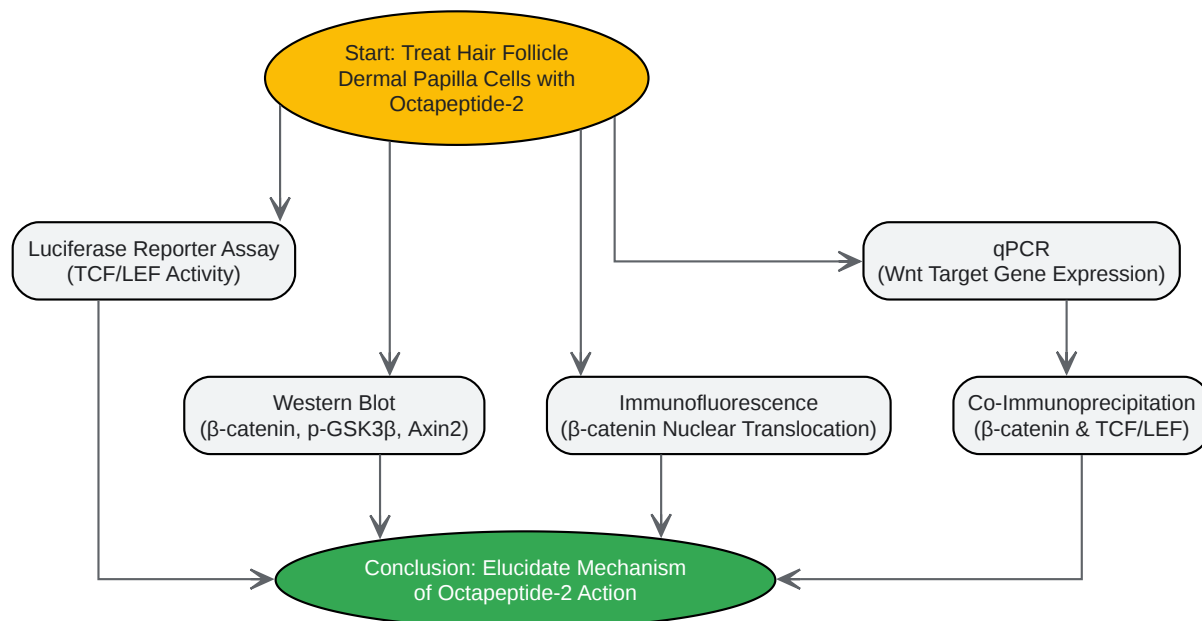 Start: Treat Hair Follicle
Dermal Papilla Cells with
Octapeptide-2
Luciferase Reporter Assay
(TCF/LEF Activity)
qPCR
(Wnt Target Gene Expression)
Western Blot
(β-catenin, p-GSK3β, Axin2)
Immunofluorescence
(β-catenin Nuclear Translocation)
Co-Immunoprecipitation
(β-catenin & TCF/LEF)
Conclusion: Elucidate Mechanism
of Octapeptide-2 Action